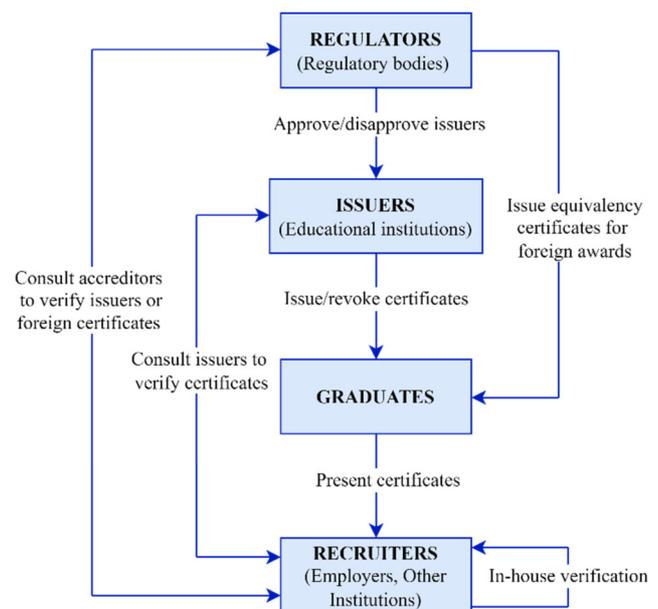 REGULATORS
(Regulatory bodies)
Approve/disapprove issuers
ISSUERS
(Educational institutions)
Issue equivalency
certificates for
foreign awards
Consult accreditors
to verify issuers or
foreign certificates
Issue/revoke certificates
Consult issuers to
verify certificates
GRADUATES
Present certificates
RECRUITERS
(Employers, Other
Institutions)
In-house verification